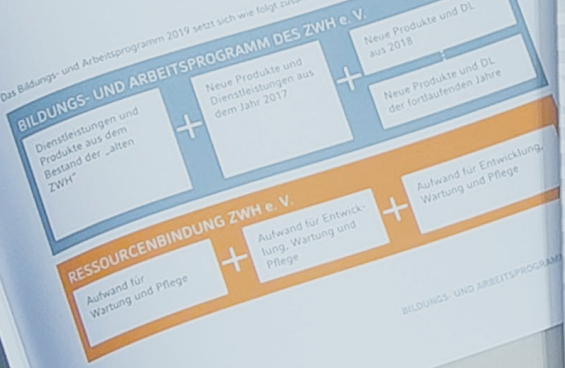 Das Bildungs- und Arbeitsprogramm 2019 setzt sich wie folgt
BILDUNGS- UND ARBEITSPROGRAMM DES ZWH e. V.
Dienstleistungen und
Produkte aus dem
Bestand der „alten
ZWH“
+
Neue Produkte und
Dienstleistungen aus
dem Jahr 2017
+
Neue Produkte und DL
aus 2018
Neue Produkte und DL
der fortlaufenden Jahre
RESSOURCENBINDUNG ZWH e. V.
Aufwand für
Wartung und Pflege
+
Aufwand für Entwick-
lung, Wartung und
Pflege
+
Aufwand für Entwicklung,
Wartung und Pflege
BILDUNGS- UND ARBEITSPROGRAMM